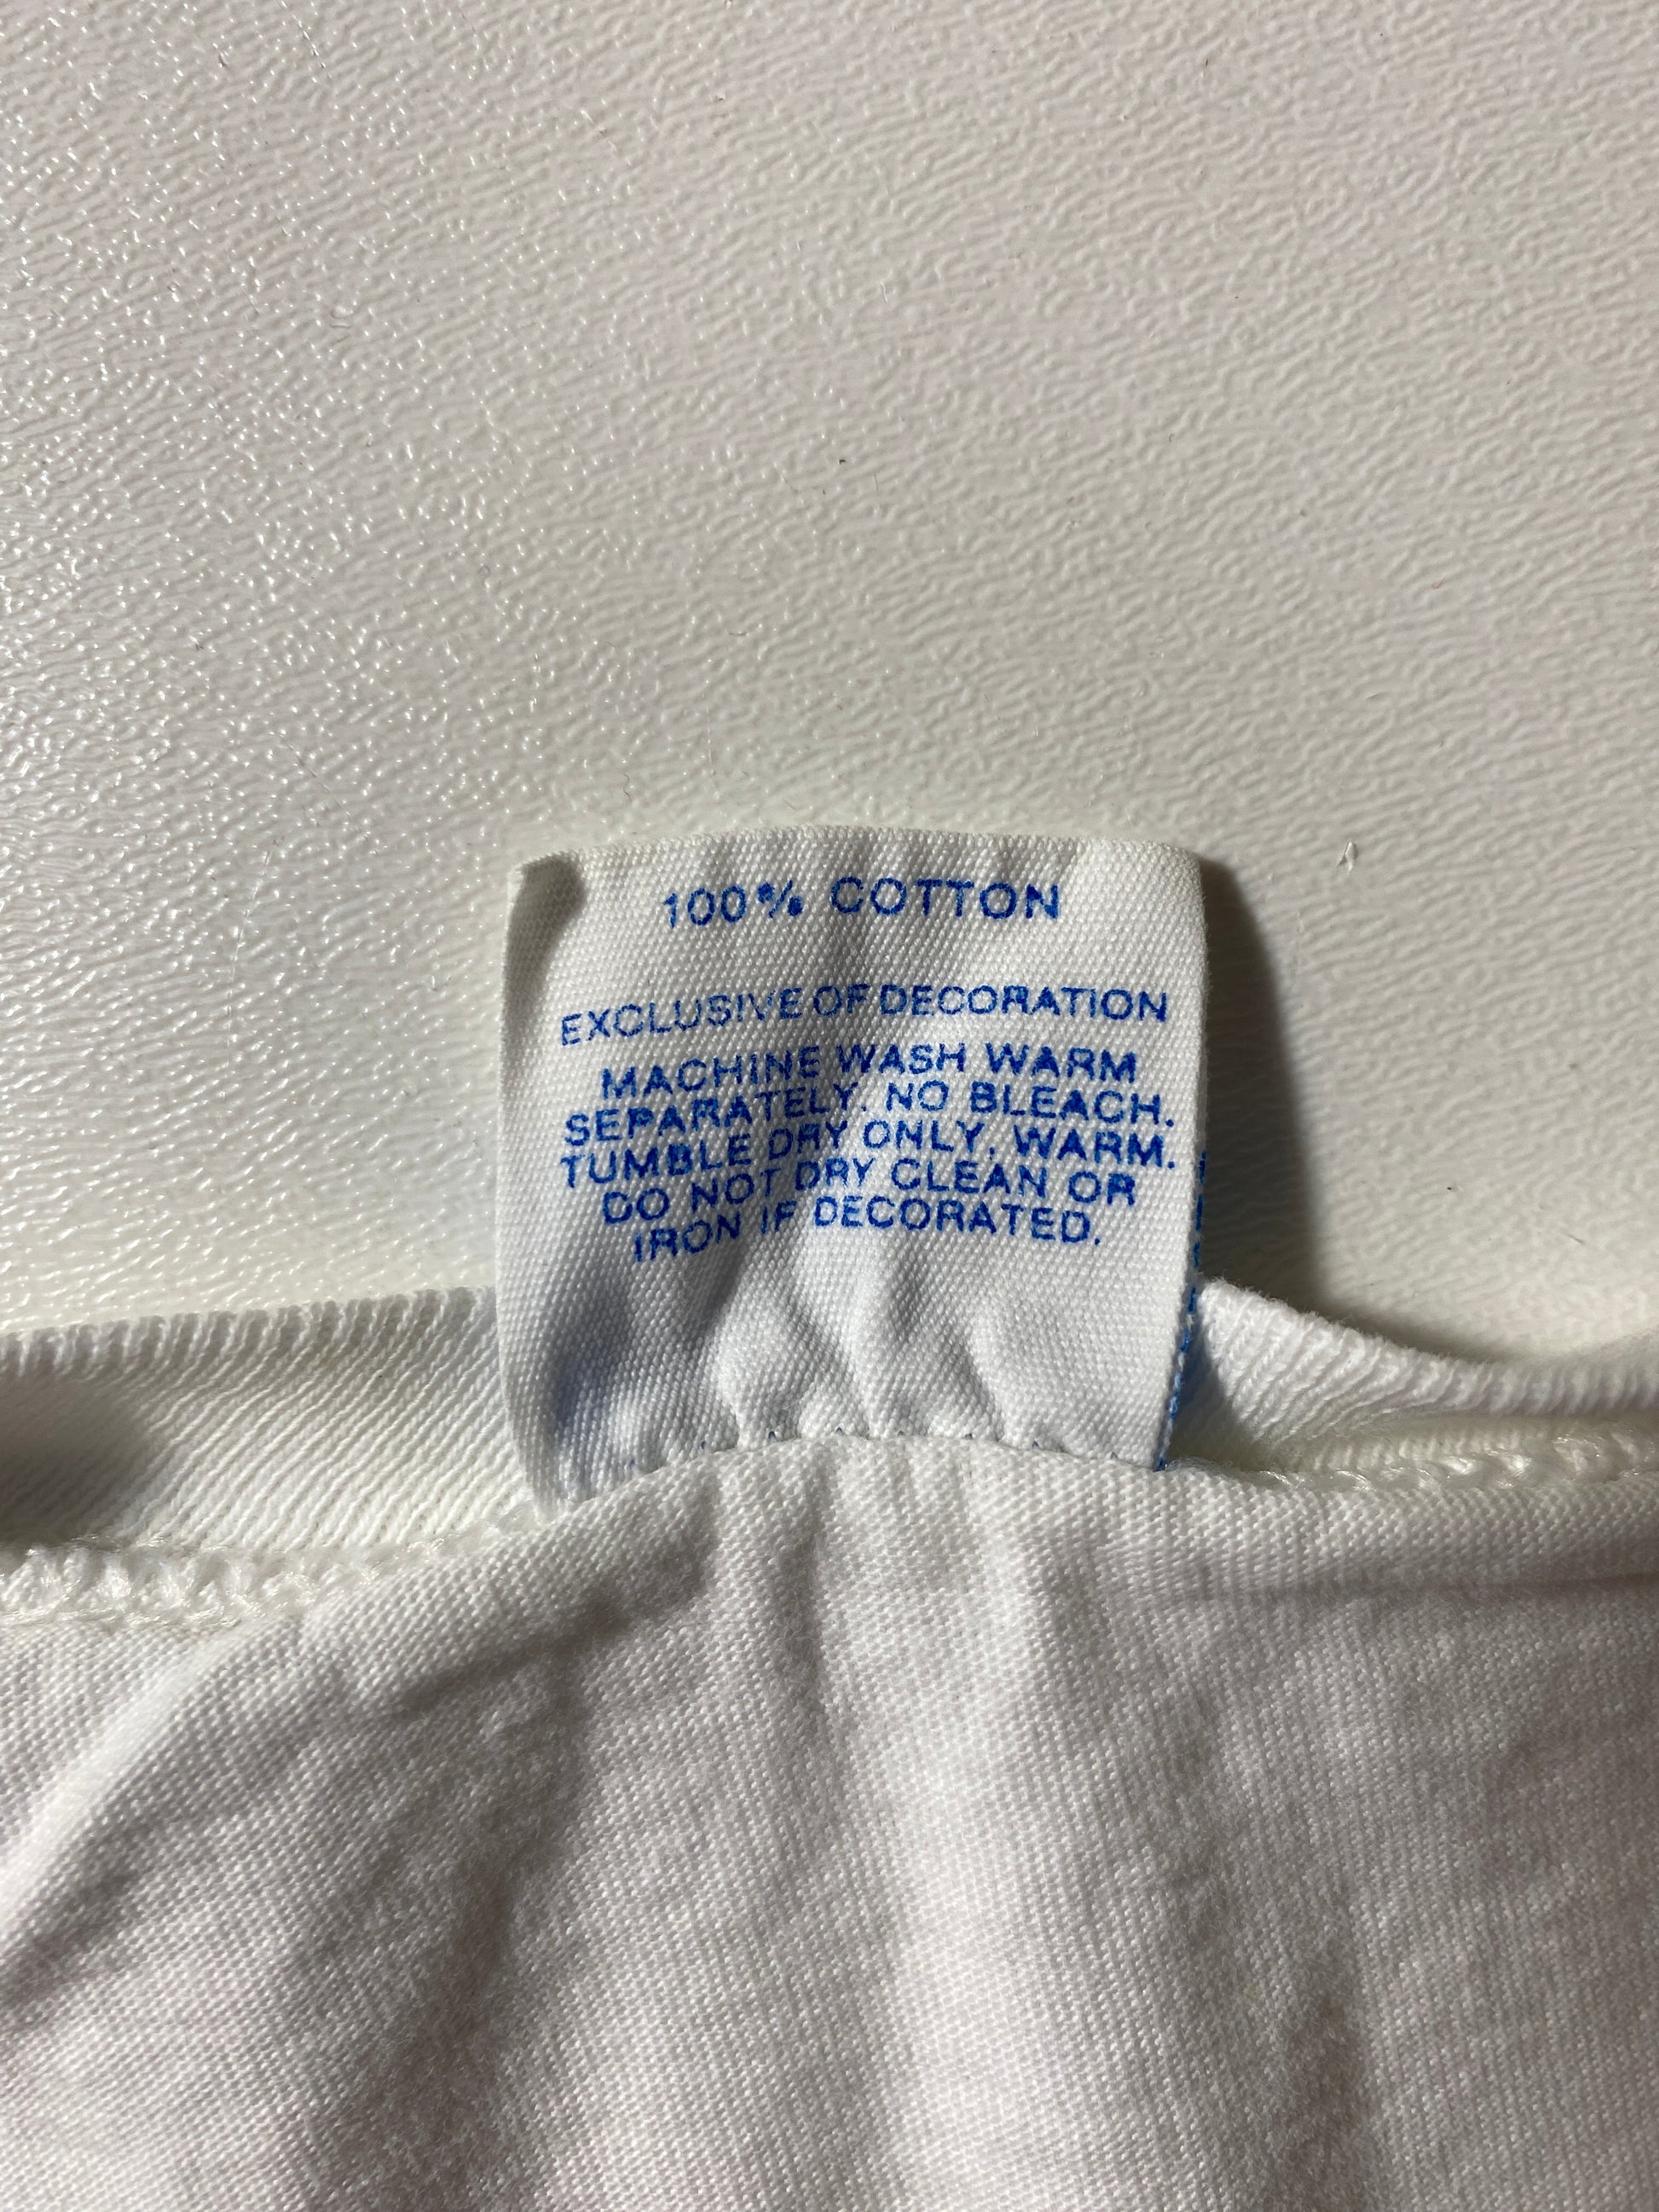 100% COTTON
EXCLUSIVE OF DECORATION
MACHINE WASH WARM
SEPARATELY. NO BLEACH.
TUMBLE DRY ONLY, WARM.
DO NOT DRY CLEAN OR
IRON IF DECORATED.